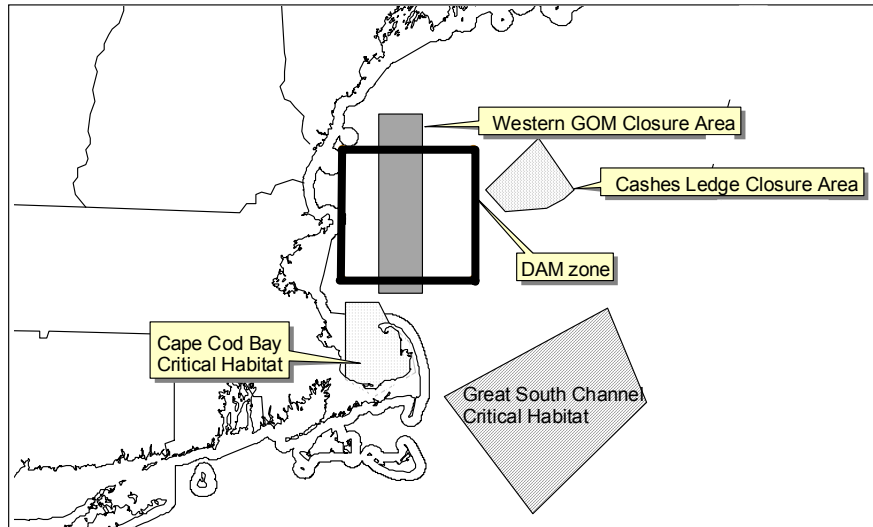 Western GOM Closure Area
Cashes Ledge Closure Area
DAM zone
Cape Cod Bay
Critical Habitat
Great South Channel
Critical Habitat